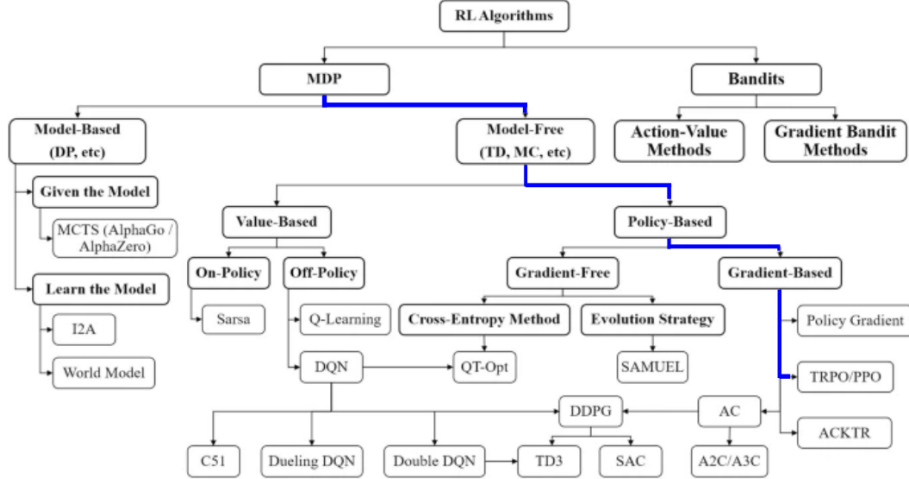 RL Algorithms
MDP
Bandits
Model-Based
(DP, etc)
Model-Free
(TD, MC, etc)
Action-Value
Methods
Gradient Bandit
Methods
Given the Model
MCTS (AlphaGo /
AlphaZero)
Learn the Model
I2A
World Model
Value-Based
Policy-Based
On-Policy
Off-Policy
Gradient-Free
Gradient-Based
Sarsa
Q-Learning
Cross-Entropy Method
Evolution Strategy
Policy Gradient
DQN
QT-Opt
SAMUEL
TRPO/PPO
DDPG
AC
ACKTR
C51
Dueling DQN
Double DQN
TD3
SAC
A2C/A3C